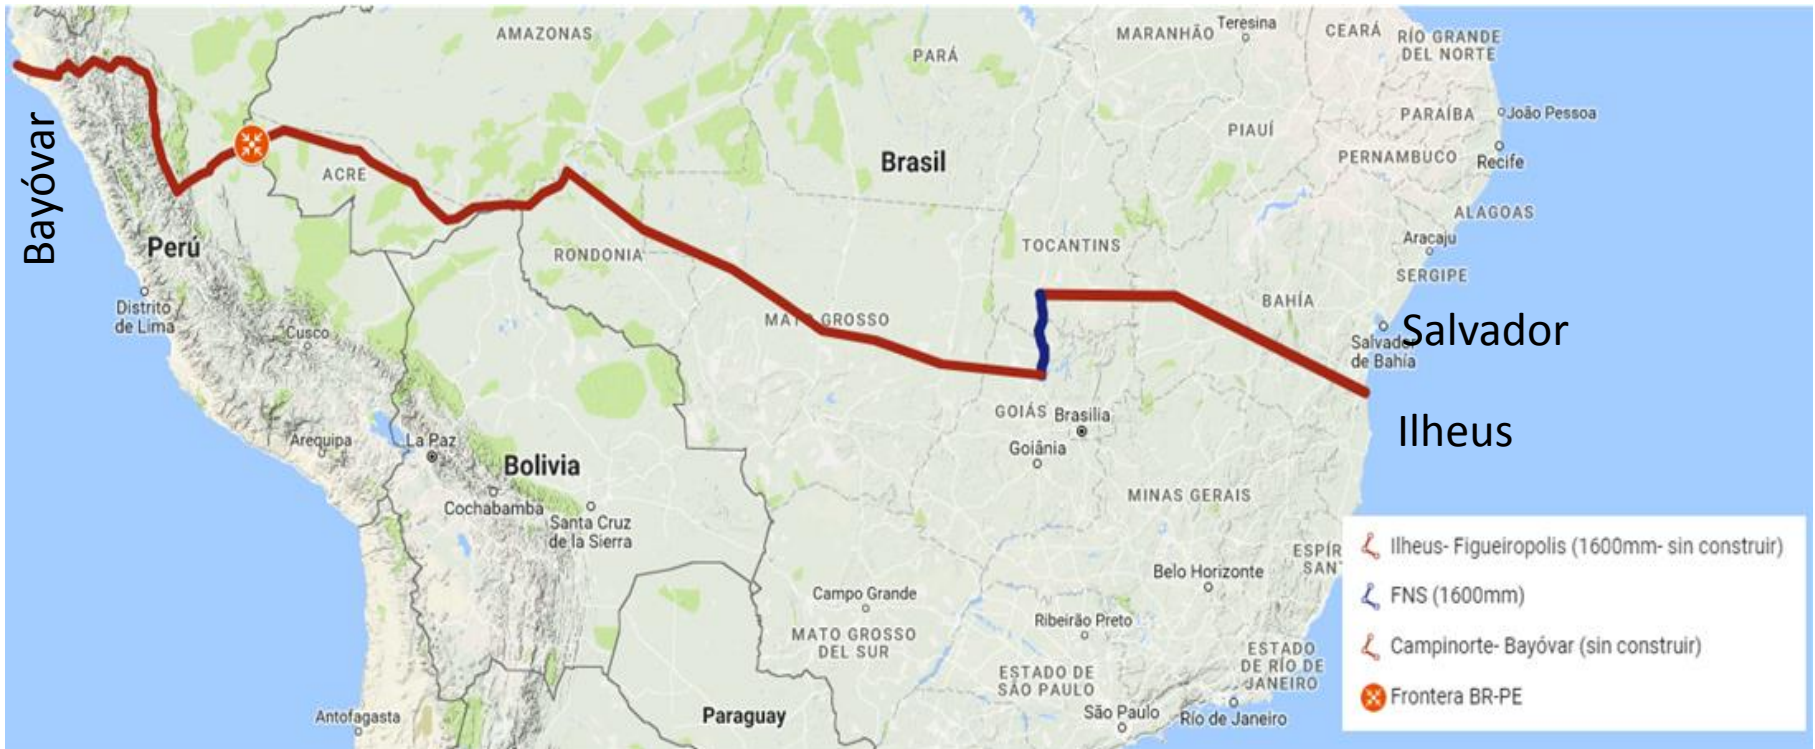 AMAZONAS
PARÁ
MARANHÃO
Teresina
CEARÁ
RÍO GRANDE
DEL NORTE
PARAÍBA
João Pessoa
PIAUÍ
PERNAMBUCO
Recife
Brasil
ACRE
Bayóvar
Perú
RONDONIA
TOCANTINS
ALAGOAS
Aracaju
SERGIPE
BAHÍA
Distrito
de Lima
Cusco
MATO GROSSO
Salvador
Salvador
de Bahía
Ilheus
GOIÁS
Brasilia
Goiânia
Arequipa
La Paz
Bolivia
Cochabamba
Santa Cruz
de la Sierra
MINAS GERAIS
ESPÍR
SANT
Belo Horizonte
Campo Grande
MATO GROSSO
DEL SUR
Ribeirão Preto
ESTADO DE
SÃO PAULO
ESTADO
DE RÍO DE
JANEIRO
São Paulo
Río de Janeiro
Antofagasta
Paraguay
Ilheus- Figueiropolis (1600mm- sin construir)
FNS (1600mm)
Campinorte- Bayóvar (sin construir)
Frontera BR-PE